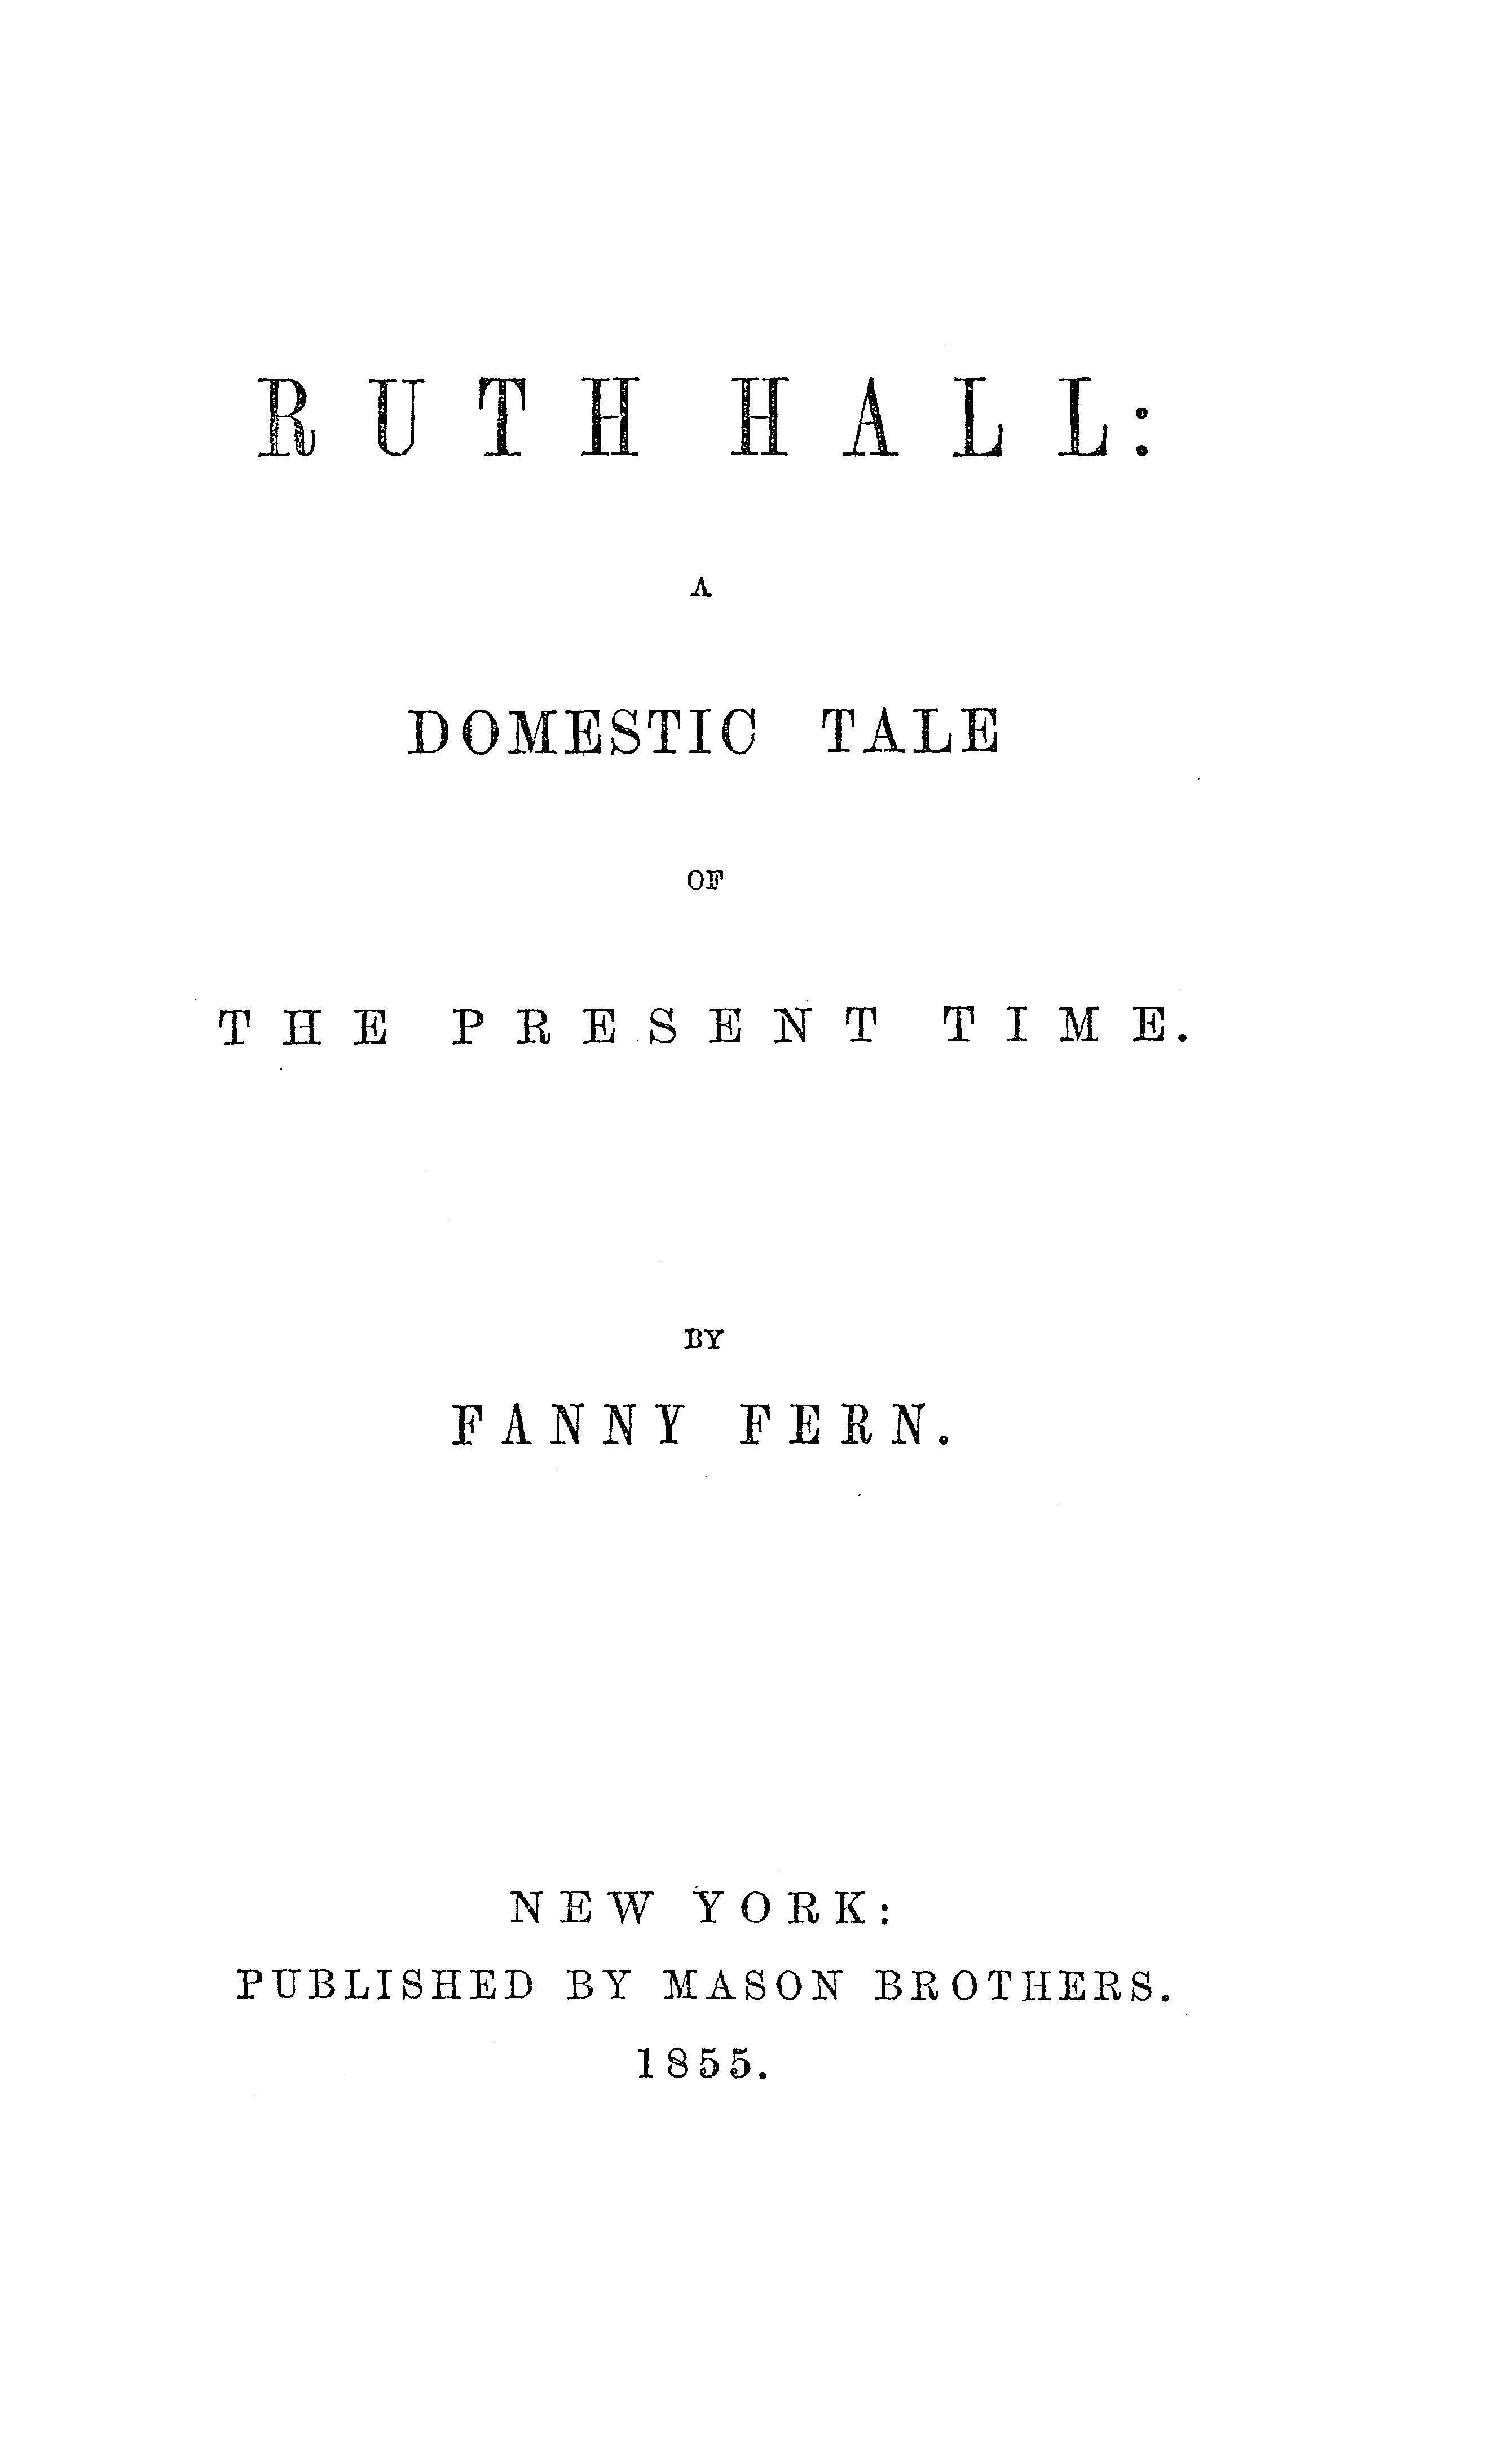 RUTH HALL:
A
DOMESTIC TALE
OF
THE PRESENT TIME.
BY
FANNY FERN.
NEW YORK:
PUBLISHED BY MASON BROTHERS.
1855.